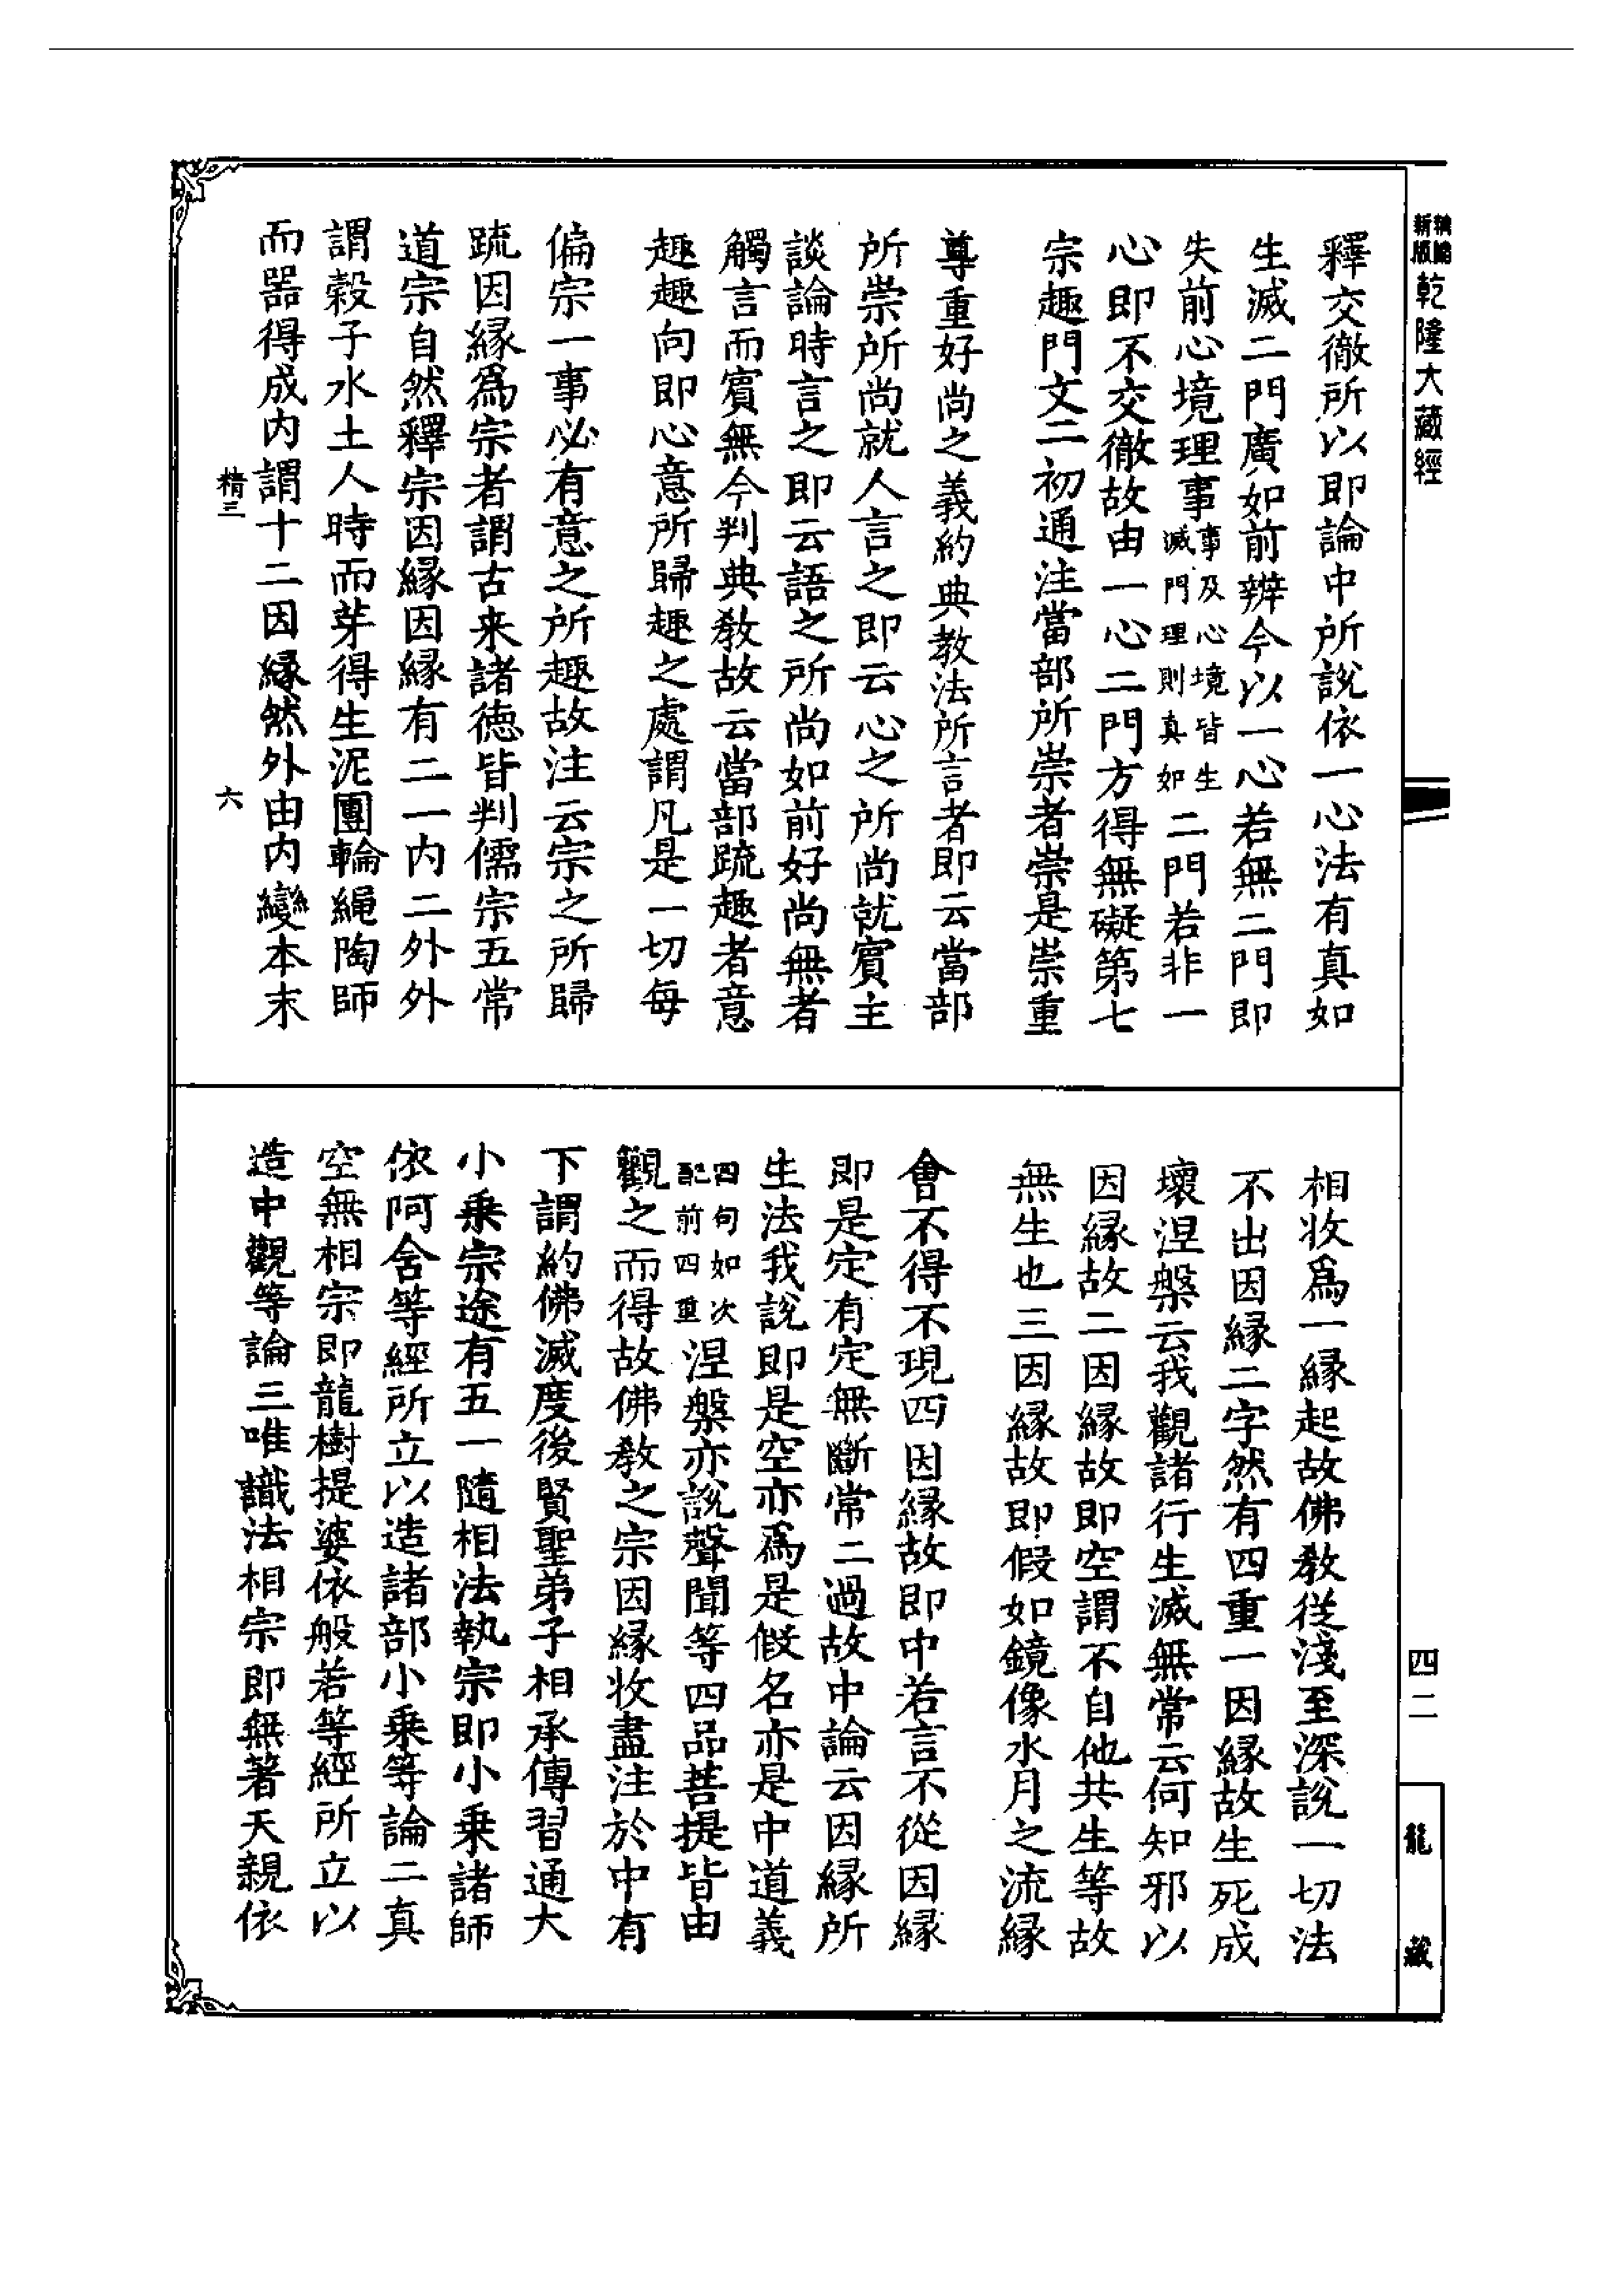 新編
縮版
乾隆大藏經
釋交徹所以即論中所說依一心法有真如
生滅二門廣如前辨今以一心若無二門即
失前心境理事
事及心境皆生
滅門理則真如
二門若非一
心即不交徹故由一心二門方得無礙第七
宗趣門文二初通注當部所崇者崇是崇重
尊重好尚之義約典教法所言者即云當部
所崇所尚就人言之即云心之所尚就賓主
談論時言之即云語之所尚如前好尚無者
觸言而賓無今判典教故云當部䟽趣者意
趣趣向即心意所歸趣之處謂凡是一切每
偏宗一事必有意之所趣故注云宗之所歸
䟽因緣爲宗者謂古来諸德皆判儒宗五常
道宗自然釋宗因緣因緣有二一内二外外
謂穀子水土人時而芽得生泥團輪繩陶師
而器得成内謂十二因緣然外由内變本末
精三
六
相收爲一緣起故佛教從淺至深說一切法
不出因緣二字然有四重一因緣故生死成
壞涅槃云我觀諸行生滅無常云何知邪以
因緣故二因緣故即空謂不自他共生等故
無生也三因緣故即假如鏡像水月之流緣
會不得不現四因緣故即中若言不從因緣
即是定有定無斷常二過故中論云因緣所
生法我說即是空亦爲是假名亦是中道義
四句如次
配前四重
涅槃亦說聲聞等四品菩提皆由
觀之而得故佛教之宗因緣收盡注於中有
下謂約佛滅度後賢聖弟子相承傳習通大
小乘宗途有五一隨相法執宗即小乘諸師
依阿含等經所立以造諸部小乘等論二真
空無相宗即龍樹提婆依般若等經所立以
造中觀等論三唯識法相宗即無著天親依
四二
龍藏